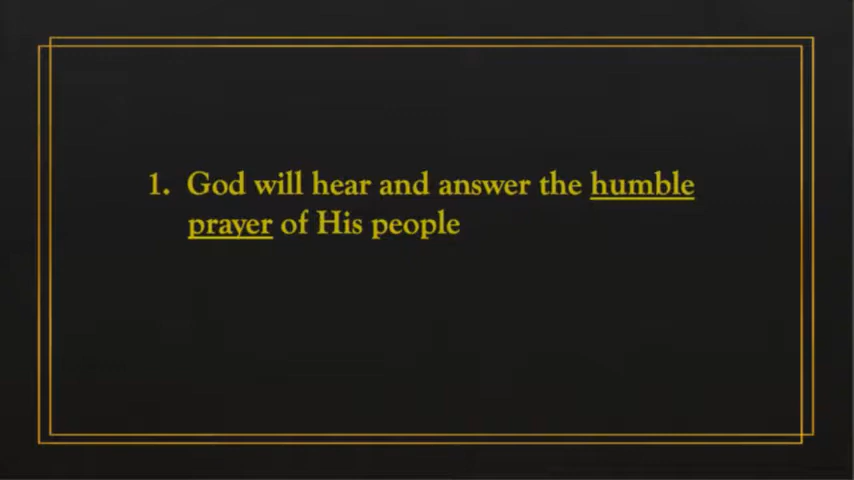 1. God will hear and answer the humble
prayer of His people